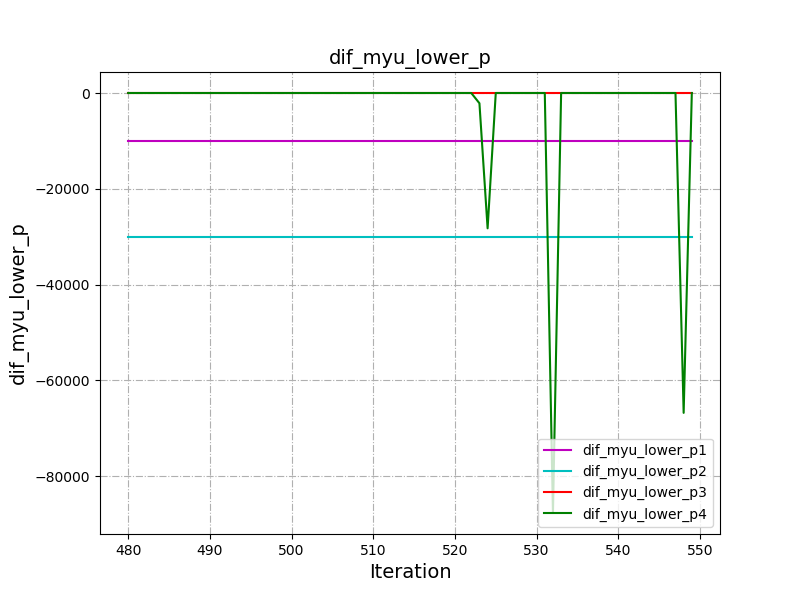 dif_myu_lower_p
dif_myu_lower_p
0
−20000
−40000
−60000
−80000
480 490 500 510 520 530 540 550
Iteration
dif_myu_lower_p1
dif_myu_lower_p2
dif_myu_lower_p3
dif_myu_lower_p4